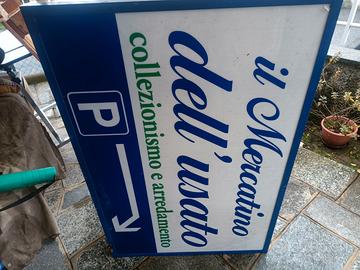 il Mercatino
dell'usato
collezionismo e arredamento
P